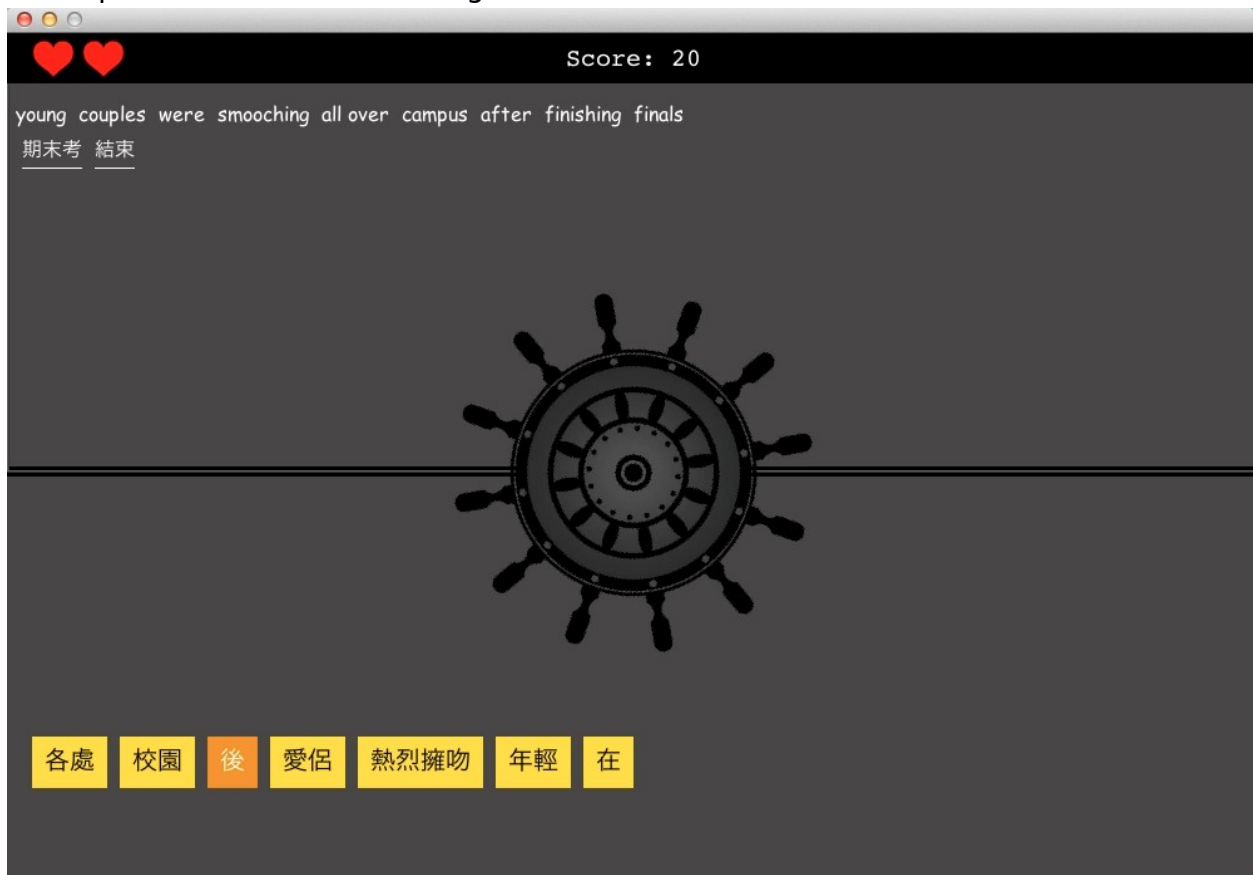 Score: 20
young couples were smooching all over campus after finishing finals
期末考 結束
各處 校園 後 愛侶 熱烈擁吻 年輕 在